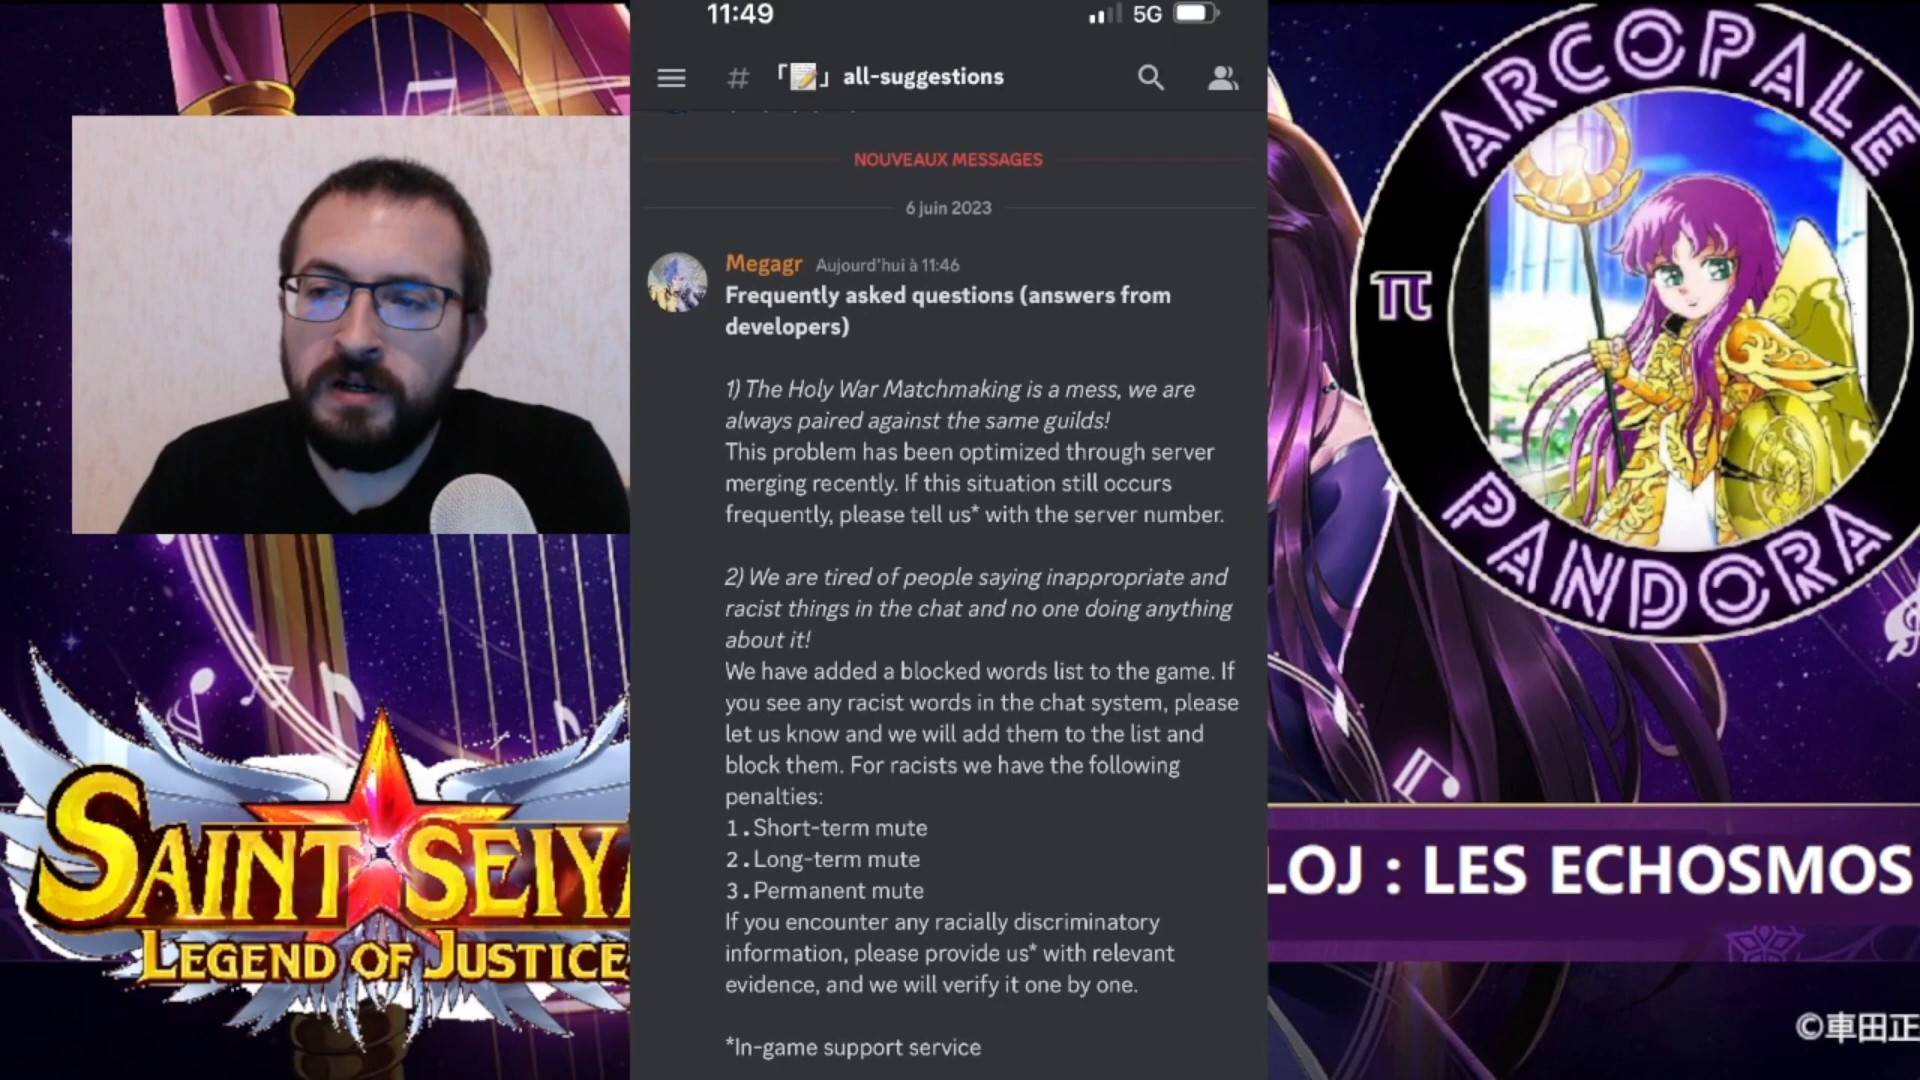 11:49
5G
# 「」 all-suggestions
NOUVEAUX MESSAGES
6 juin 2023
Megagr Aujourd'hui à 11:46
Frequently asked questions (answers from
developers)
1) The Holy War Matchmaking is a mess, we are
always paired against the same guilds!
This problem has been optimized through server
merging recently. If this situation still occurs
frequently, please tell us* with the server number.
2) We are tired of people saying inappropriate and
racist things in the chat and no one doing anything
about it!
We have added a blocked words list to the game. If
you see any racist words in the chat system, please
let us know and we will add them to the list and
block them. For racists we have the following
penalties:
1. Short-term mute
2. Long-term mute
3. Permanent mute
If you encounter any racially discriminatory
information, please provide us* with relevant
evidence, and we will verify it one by one.
*In-game support service
SAINT SEIYA
LEGEND OF JUSTICE
ARCOPALE
π
PANDORA
LOJ : LES ECHOSMOS
©車田正